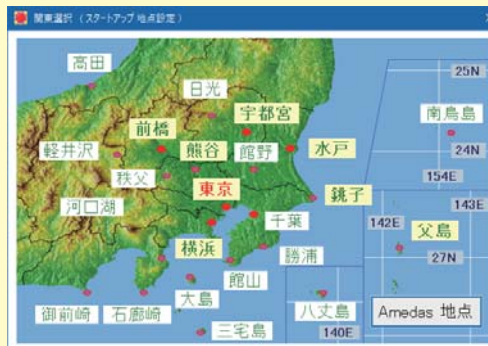 関東選択 （スタートアップ 地点設定）
高田
25N
日光
南鳥島
宇都宮
前橋
水戸
軽井沢
熊谷
館野
24N
秩父
154E
東京
銚子
143E
河口湖
千葉
142E
父島
横浜
勝浦
27N
館山
大島
御前崎
石廊崎
八丈島
Amedas 地点
三宅島
140E